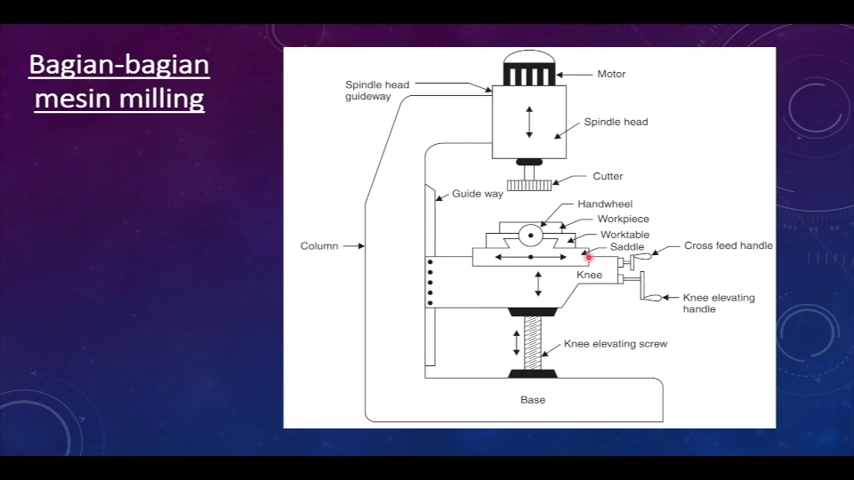 Bagian-bagian
mesin milling
Motor
Spindle head
guideway
Spindle head
Cutter
Guide way
Handwheel
Workpiece
Worktable
Saddle
Column
Cross feed handle
Knee
Knee elevating
handle
Knee elevating screw
Base